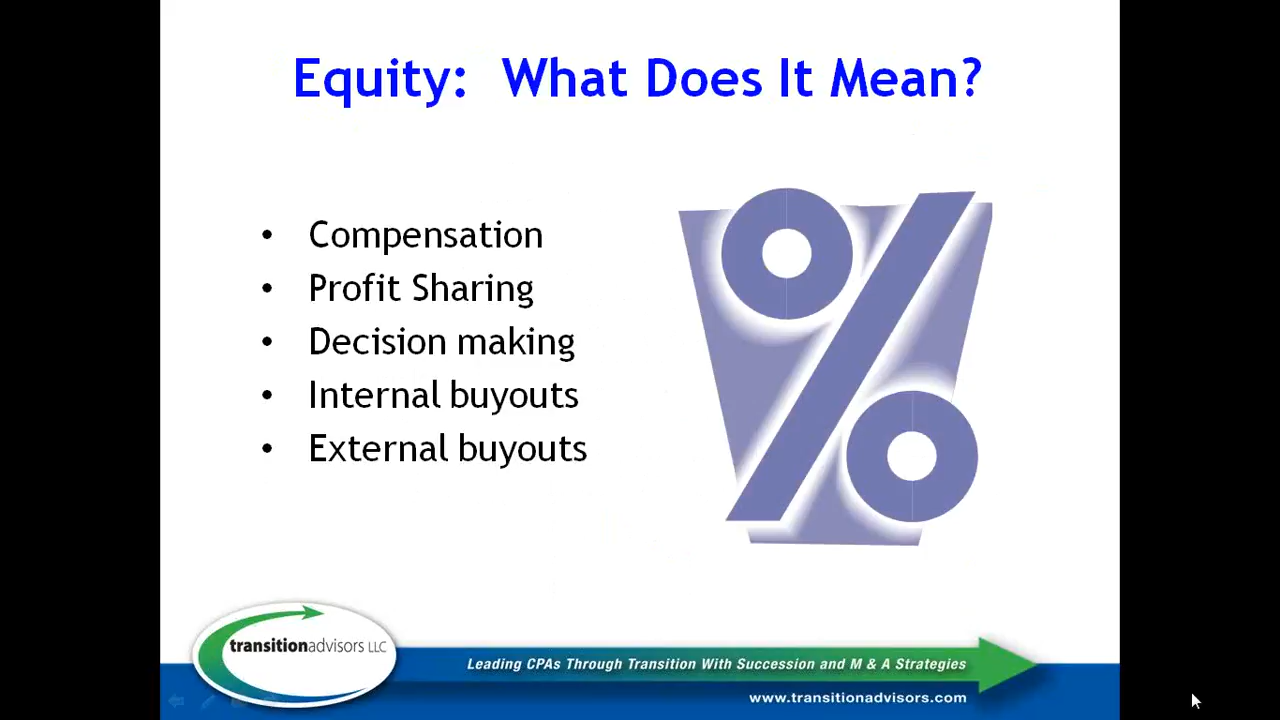 Equity: What Does It Mean?
• Compensation
• Profit Sharing
• Decision making
• Internal buyouts
• External buyouts
%
transitionadvisors LLC
Leading CPAs Through Transition With Succession and M & A Strategies
www.transitionadvisors.com